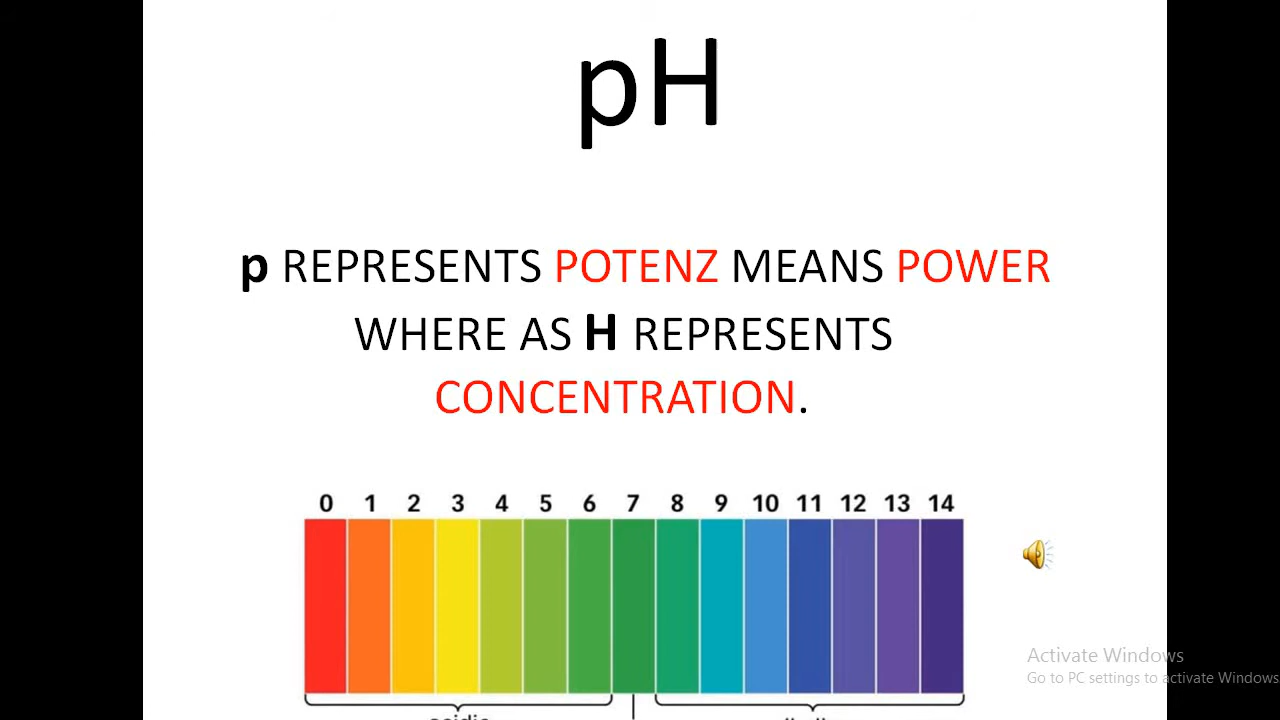 pH
p REPRESENTS POTENZ MEANS POWER
WHERE AS H REPRESENTS
CONCENTRATION.
0 1 2 3 4 5 6 7 8 9 10 11 12 13 14
Activate Windows
Go to PC settings to activate Windows